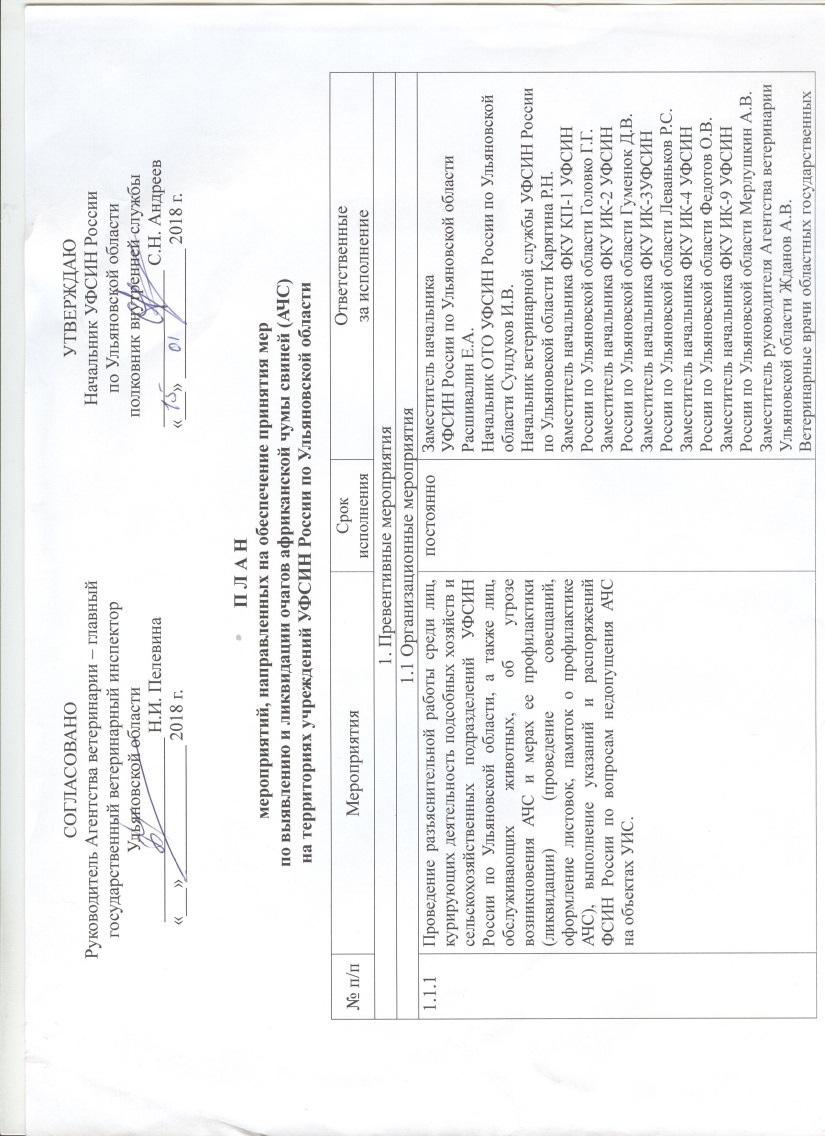 СОГЛАСОВАНО
Руководитель Агентства ветеринарии – главный
государственный ветеринарный инспектор
Ульяновской области
____________ Н.И. Пелевина
«___»________________ 2018 г.
УТВЕРЖДАЮ
Начальник УФСИН России
по Ульяновской области
полковник внутренней службы
________________ С.Н. Андреев
«15» 01 2018 г.
П Л А Н
мероприятий, направленных на обеспечение принятия мер
по выявлению и ликвидации очагов африканской чумы свиней (АЧС)
на территориях учреждений УФСИН России по Ульяновской области
№ п/п
Мероприятия
Срок
исполнения
Ответственные
за исполнение
1. Превентивные мероприятия
1.1 Организационные мероприятия
1.1.1
Проведение разъяснительной работы среди лиц,
курирующих деятельность подсобных хозяйств и
сельскохозяйственных подразделений УФСИН
России по Ульяновской области, а также лиц,
обслуживающих животных, об угрозе
возникновения АЧС и мерах ее профилактики
(ликвидации) (проведение совещаний,
оформление листовок, памяток о профилактике
АЧС), выполнение указаний и распоряжений
ФСИН России по вопросам недопущения АЧС
на объектах УИС.
постоянно
Заместитель начальника
УФСИН России по Ульяновской области
Расшивалин Е.А.
Начальник ОТО УФСИН России по Ульяновской
области Сундуков И.В.
Начальник ветеринарной службы УФСИН России
по Ульяновской области Карягина Р.Н.
Заместитель начальника ФКУ КП-1 УФСИН
России по Ульяновской области Головко Г.Г.
Заместитель начальника ФКУ ИК-2 УФСИН
России по Ульяновской области Гуменюк Д.В.
Заместитель начальника ФКУ ИК-3УФСИН
России по Ульяновской области Леваньков Р.С.
Заместитель начальника ФКУ ИК-4 УФСИН
России по Ульяновской области Федотов О.В.
Заместитель начальника ФКУ ИК-9 УФСИН
России по Ульяновской области Мерлушкин А.В.
Заместитель руководителя Агентства ветеринарии
Ульяновской области Жданов А.В.
Ветеринарные врачи областных государственных